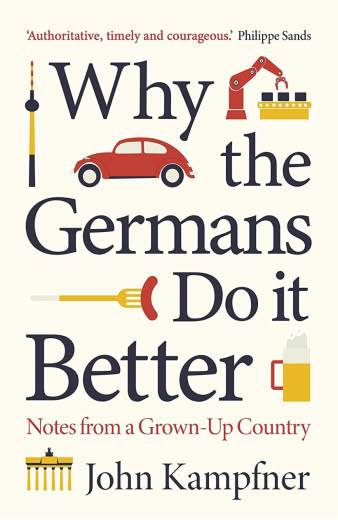 ‘Authoritative, timely and courageous.’ Philippe Sands
Why
the
Germans
Do it
Better
Notes from a Grown-Up Country
John Kampfner